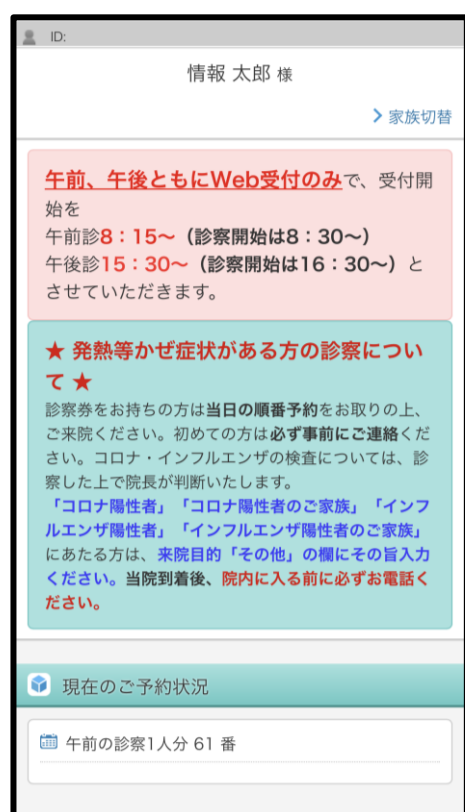 ID:
情報 太郎 様
家族切替
午前、午後ともにWeb受付のみで、受付開
始を
午前診8：15〜（診察開始は8：30〜）
午後診15：30〜（診察開始は16：30〜）と
させていただきます。
★ 発熱等かぜ症状がある方の診察につい
て ★
診察券をお持ちの方は当日の順番予約をお取りの上、
ご来院ください。初めての方は必ず事前にご連絡くだ
さい。コロナ・インフルエンザの検査については、診
察した上で院長が判断いたします。
「コロナ陽性者」「コロナ陽性者のご家族」「インフ
ルエンザ陽性者」「インフルエンザ陽性者のご家族」
にあたる方は、来院目的「その他」の欄にその旨入力
ください。当院到着後、院内に入る前に必ずお電話く
ださい。
現在のご予約状況
午前の診察1人分 61 番